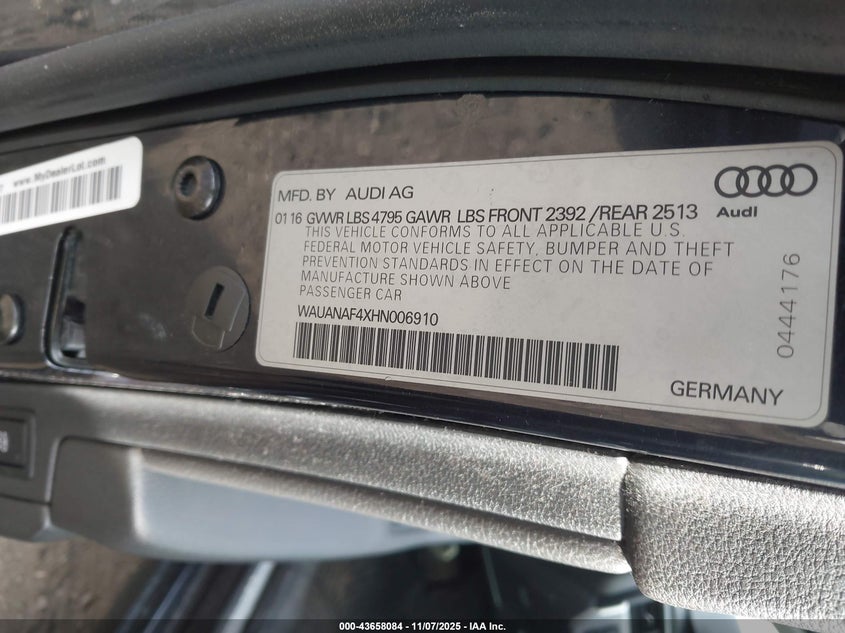 www.MyDealerLot.com
MFD. BY AUDI AG
Audi
0116 GVWR LBS 4795 GAWR LBS FRONT 2392 /REAR 2513
THIS VEHICLE CONFORMS TO ALL APPLICABLE U.S.
FEDERAL MOTOR VEHICLE SAFETY, BUMPER AND THEFT
PREVENTION STANDARDS IN EFFECT ON THE DATE OF
MANUFACTURE SHOWN ABOVE
PASSENGER CAR
WAUANAF4XHN006910
0444176
GERMANY
000-43658084 - 11/07/2025 - IAA Inc.